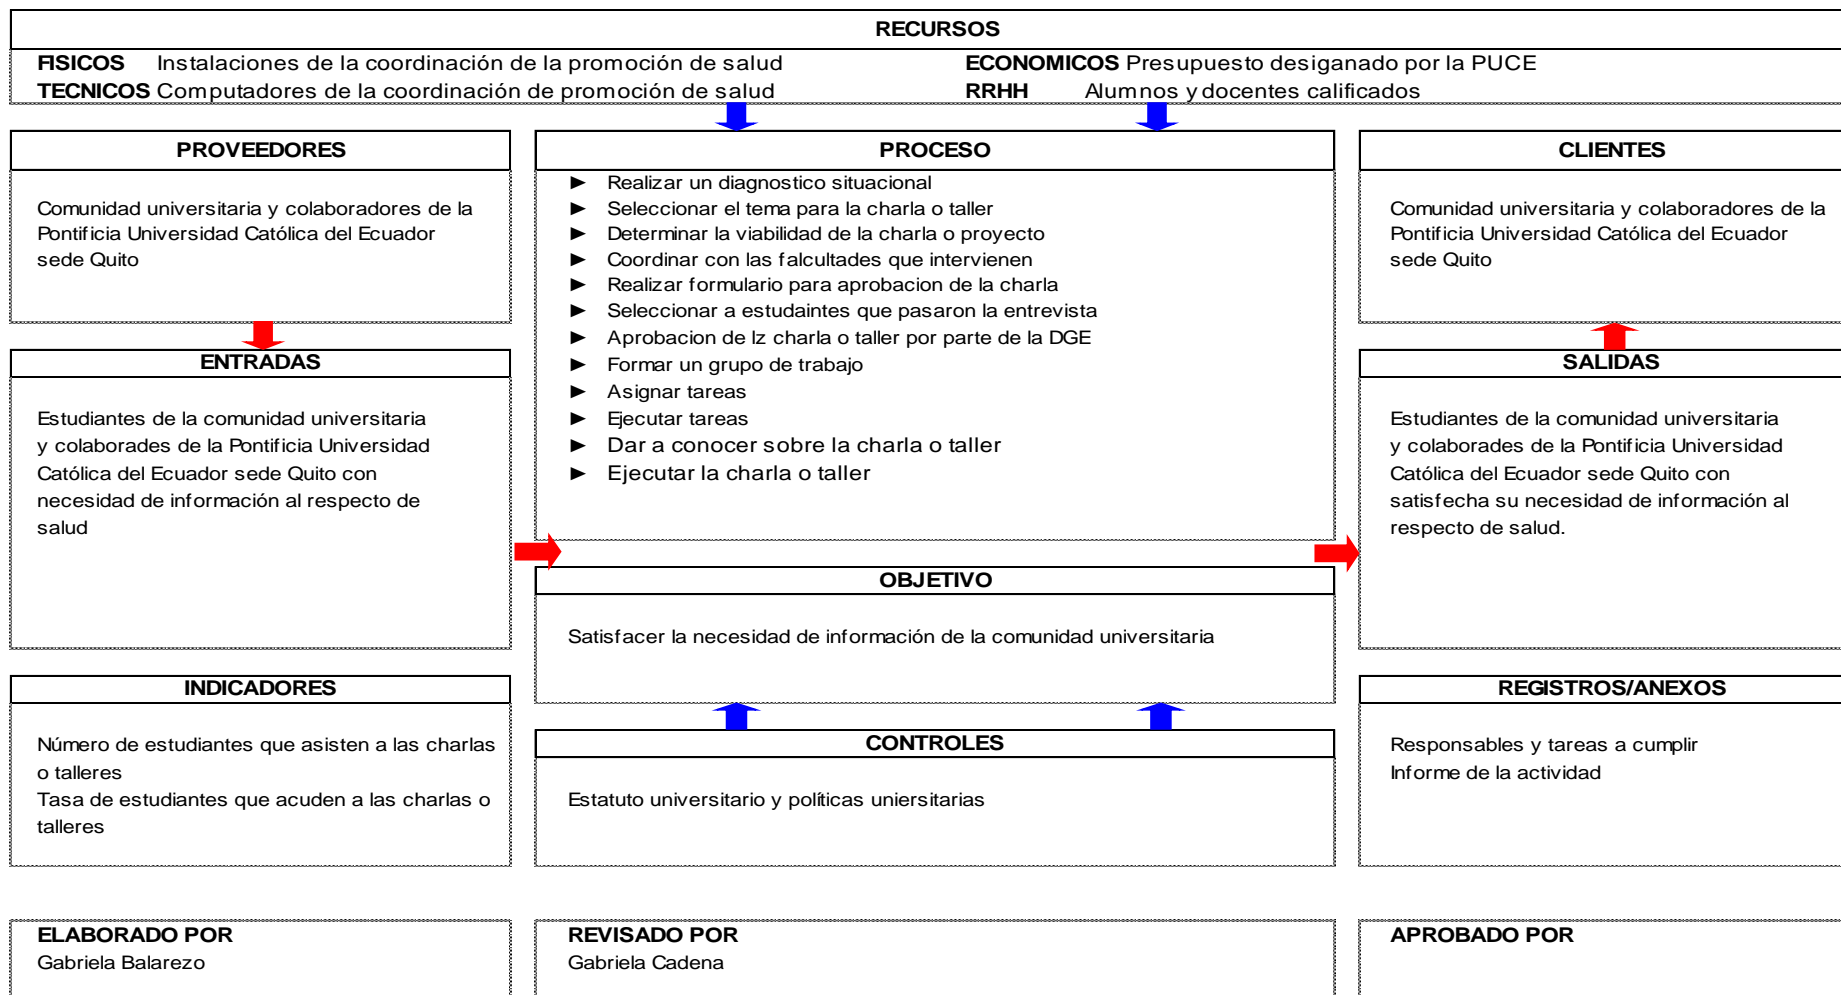 RECURSOS
FISICOS Instalaciones de la coordinación de la promoción de salud
ECONOMICOS Presupuesto desiganado por la PUCE
TECNICOS Computadores de la coordinación de promoción de salud
RRHH Alumnos y docentes calificados
PROVEEDORES
Comunidad universitaria y colaboradores de la
Pontificia Universidad Católica del Ecuador
sede Quito
ENTRADAS
Estudiantes de la comunidad universitaria
y colaborades de la Pontificia Universidad
Católica del Ecuador sede Quito con
necesidad de información al respecto de
salud
INDICADORES
Número de estudiantes que asisten a las charlas
o talleres
Tasa de estudiantes que acuden a las charlas o
talleres
PROCESO
► Realizar un diagnostico situacional
► Seleccionar el tema para la charla o taller
► Determinar la viabilidad de la charla o proyecto
► Coordinar con las falcultades que intervienen
► Realizar formulario para aprobacion de la charla
► Seleccionar a estudaintes que pasaron la entrevista
► Aprobacion de lz charla o taller por parte de la DGE
► Formar un grupo de trabajo
► Asignar tareas
► Ejecutar tareas
► Dar a conocer sobre la charla o taller
► Ejecutar la charla o taller
OBJETIVO
Satisfacer la necesidad de información de la comunidad universitaria
CONTROLES
Estatuto universitario y políticas uniersitarias
CLIENTES
Comunidad universitaria y colaboradores de la
Pontificia Universidad Católica del Ecuador
sede Quito
SALIDAS
Estudiantes de la comunidad universitaria
y colaborades de la Pontificia Universidad
Católica del Ecuador sede Quito con
satisfecha su necesidad de información al
respecto de salud.
REGISTROS/ANEXOS
Responsables y tareas a cumplir
Informe de la actividad
ELABORADO POR
Gabriela Balarezo
REVISADO POR
Gabriela Cadena
APROBADO POR